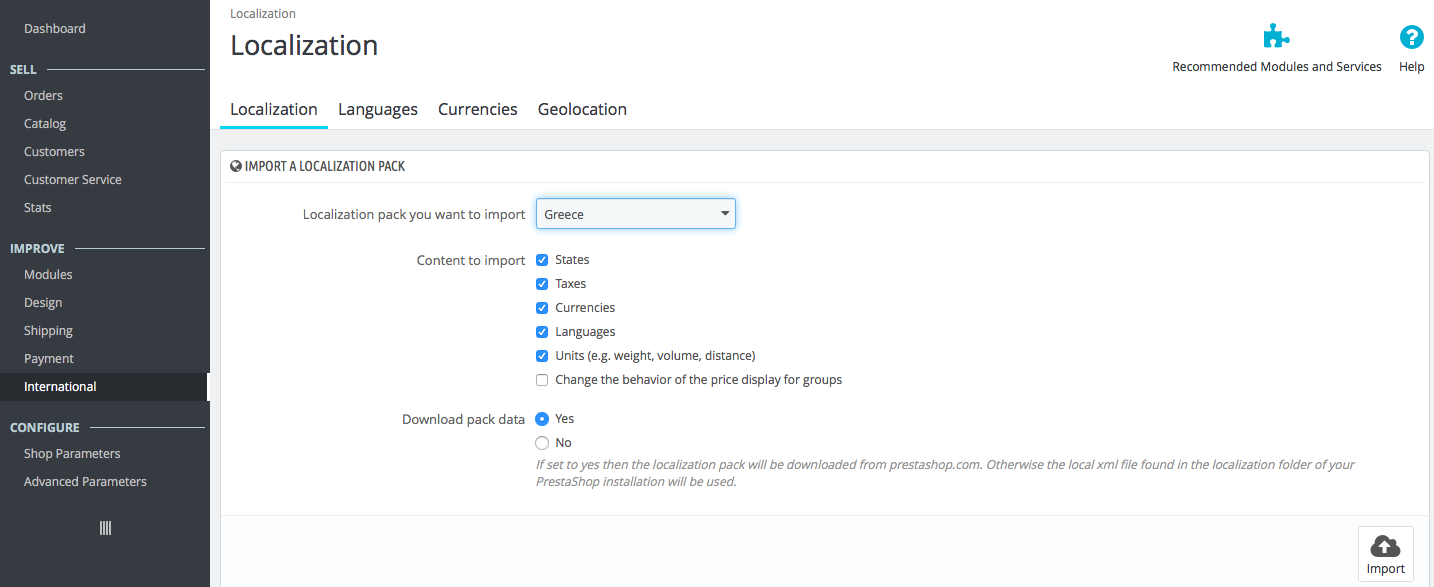 Dashboard
SELL
Orders
Catalog
Customers
Customer Service
Stats
IMPROVE
Modules
Design
Shipping
Payment
International
CONFIGURE
Shop Parameters
Advanced Parameters
Localization
Localization
Recommended Modules and Services
Help
Localization Languages Currencies Geolocation
IMPORT A LOCALIZATION PACK
Localization pack you want to import Greece
Content to import States
Taxes
Currencies
Languages
Units (e.g. weight, volume, distance)
Change the behavior of the price display for groups
Download pack data Yes
No
If set to yes then the localization pack will be downloaded from prestashop.com. Otherwise the local xml file found in the localization folder of your
PrestaShop installation will be used.
Import